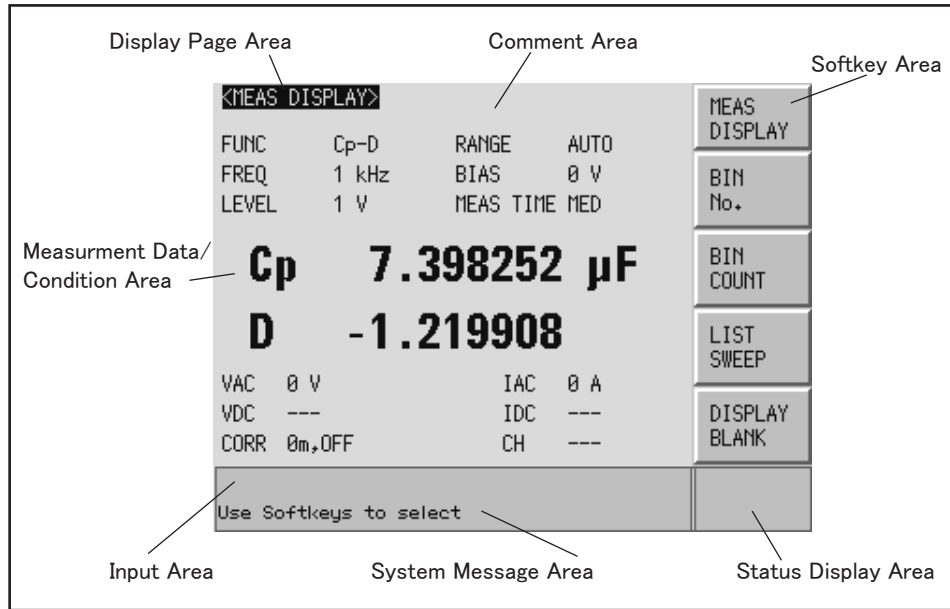 Display Page Area
Comment Area
Softkey Area
<MEAS DISPLAY>
FUNC Cp-D RANGE AUTO
FREQ 1 kHz BIAS 0 V
LEVEL 1 V MEAS TIME MED
Measurment Data/
Condition Area
Cp 7.398252 µF
D -1.219908
VAC 0 V IAC 0 A
VDC --- IDC ---
CORR 0m,OFF CH ---
Use Softkeys to select
MEAS
DISPLAY
BIN
No.
BIN
COUNT
LIST
SWEEP
DISPLAY
BLANK
Input Area
System Message Area
Status Display Area